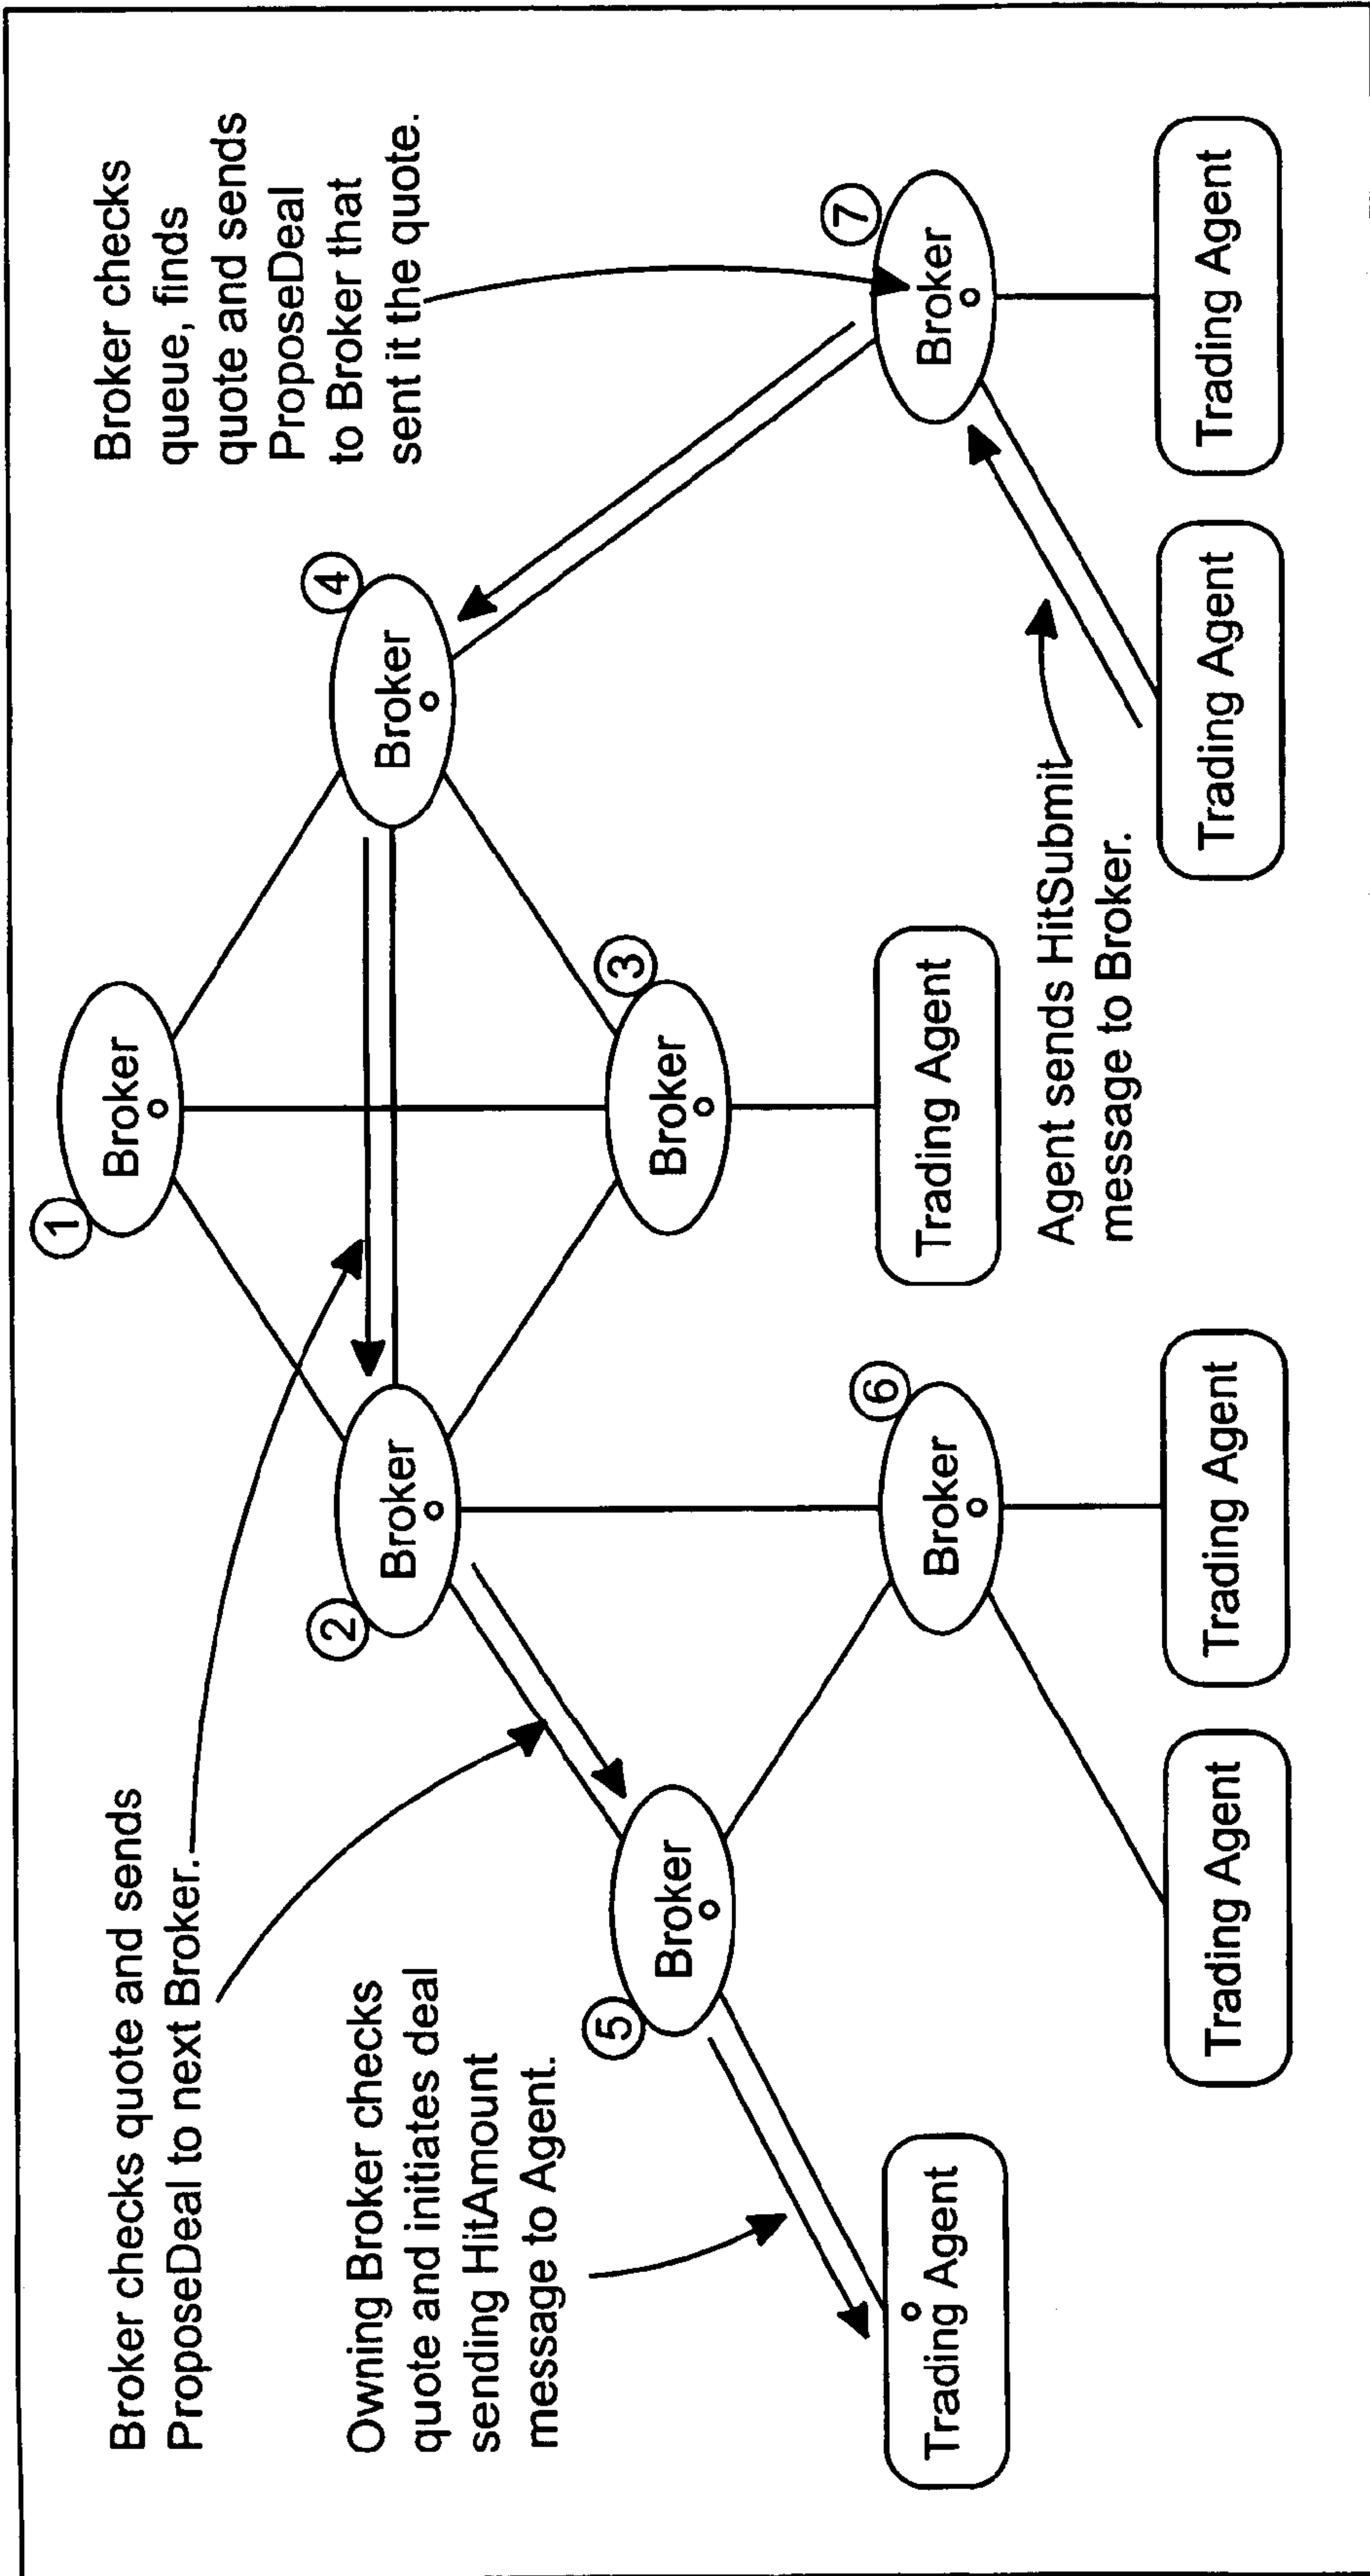 Broker checks quote and sends
ProposeDeal to next Broker.
Owning Broker checks
quote and initiates deal
sending HitAmount
message to Agent.
Broker checks
queue, finds
quote and sends
ProposeDeal
to Broker that
sent it the quote.
1
Broker
2
Broker
4
Broker
3
Broker
5
Broker
6
Broker
7
Broker
Trading Agent
Trading Agent
Agent sends HitSubmit
message to Broker.
Trading Agent
Trading Agent
Trading Agent
Trading Agent